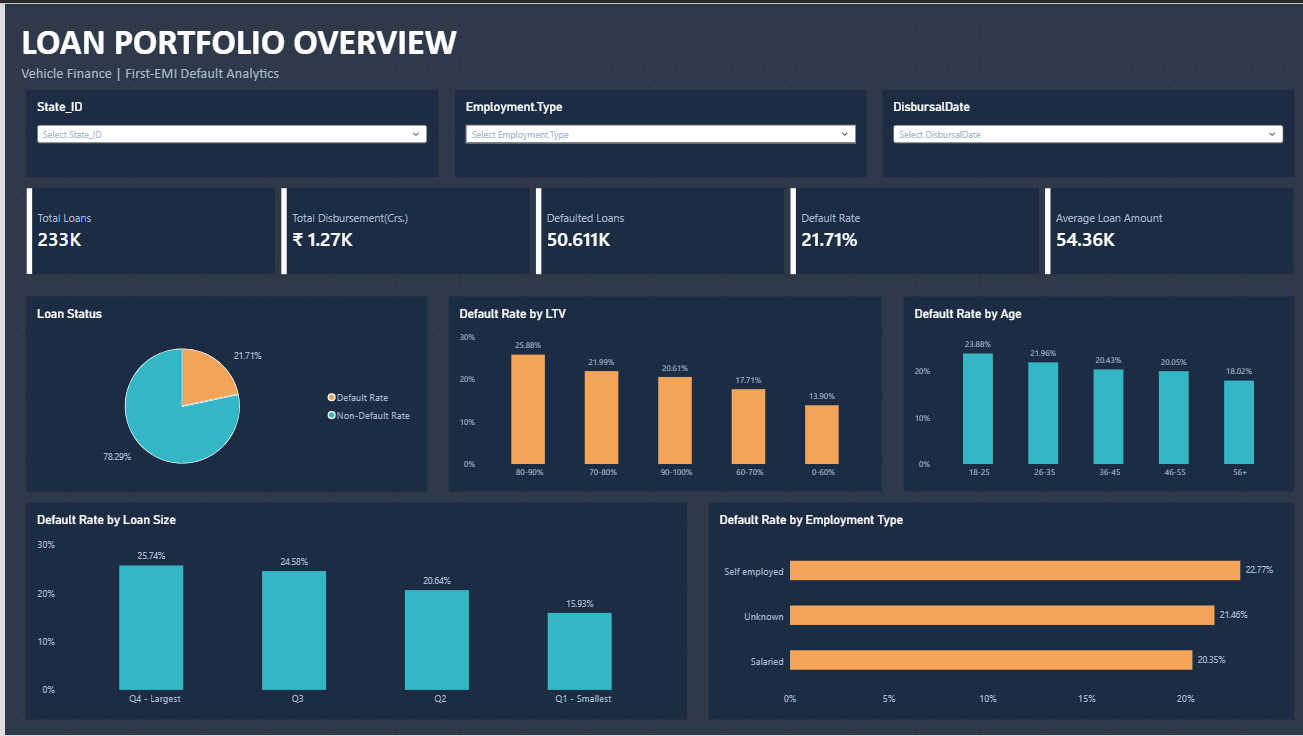 LOAN PORTFOLIO OVERVIEW
Vehicle Finance | First-EMI Default Analytics
State_ID
Select State_ID
Employment.Type
Select Employment.Type
DisbursalDate
Select DisbursalDate
Total Loans
233K
Total Disbursement(Crs.)
₹ 1.27K
Defaulted Loans
50.611K
Default Rate
21.71%
Average Loan Amount
54.36K
Loan Status
21.71%
78.29%
Default Rate
Non-Default Rate
Default Rate by LTV
30%
20%
10%
0%
25.88%
21.99%
20.61%
17.71%
13.90%
80-90%
70-80%
90-100%
60-70%
0-60%
Default Rate by Age
20%
10%
0%
23.88%
21.96%
20.43%
20.05%
18.02%
18-25
26-35
36-45
46-55
56+
Default Rate by Loan Size
30%
20%
10%
0%
25.74%
24.58%
20.64%
15.93%
Q4 - Largest
Q3
Q2
Q1 - Smallest
Default Rate by Employment Type
Self employed
22.77%
Unknown
21.46%
Salaried
20.35%
0%
5%
10%
15%
20%